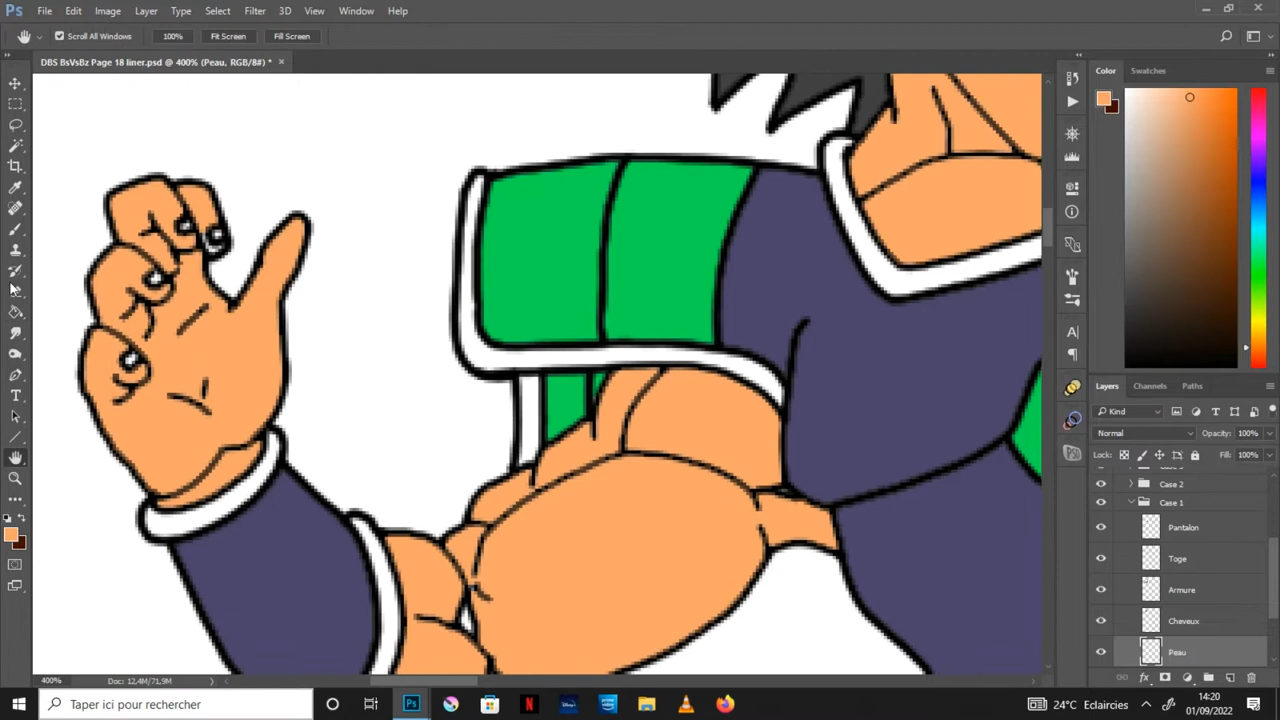 Ps File Edit Image Layer Type Select Filter 3D View Window Help
Scroll All Windows 100% Fit Screen Fill Screen
DBS BsVsBz Page 18 liner.psd @ 400% (Peau, RGB/8#) *
Color Swatches
Layers Channels Paths
Kind
Normal Opacity: 100%
Lock: Fill: 100%
Case 2
Case 1
Pantalon
Toge
Armure
Cheveux
Peau
400% Doc: 12,4M/71,9M
Taper ici pour rechercher
24°C Eclaircies
14:20
01/09/2022